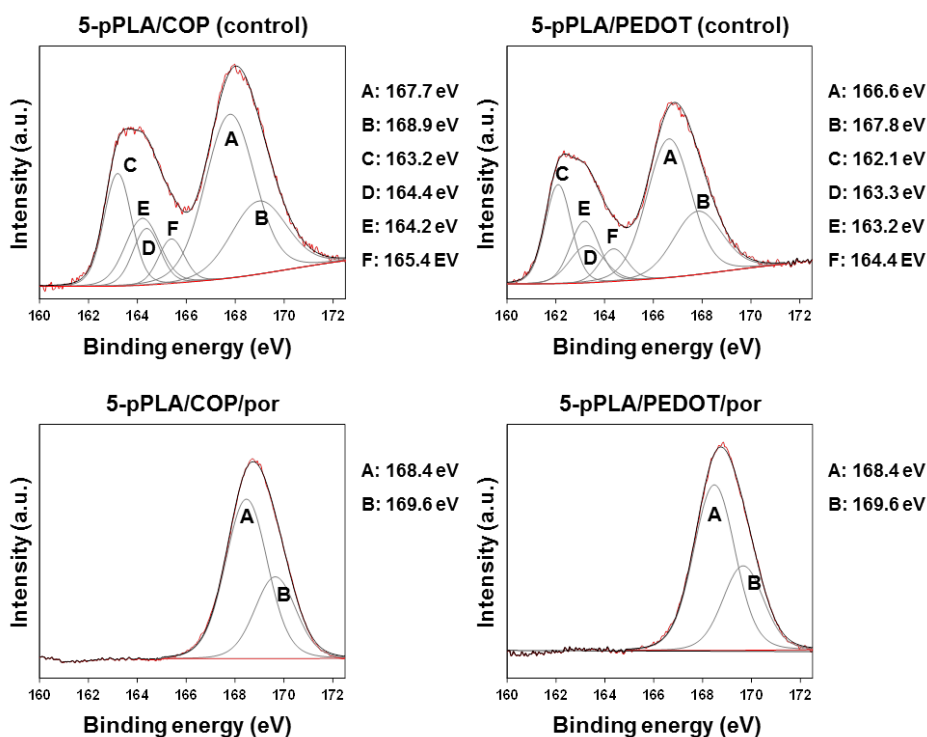 5-pPLA/COP (control)
Intensity (a.u.)
A
B
C
D
E
F
160 162 164 166 168 170 172
Binding energy (eV)
A: 167.7 eV
B: 168.9 eV
C: 163.2 eV
D: 164.4 eV
E: 164.2 eV
F: 165.4 EV
5-pPLA/PEDOT (control)
Intensity (a.u.)
A
B
C
D
E
F
160 162 164 166 168 170 172
Binding energy (eV)
A: 166.6 eV
B: 167.8 eV
C: 162.1 eV
D: 163.3 eV
E: 163.2 eV
F: 164.4 EV
5-pPLA/COP/por
Intensity (a.u.)
A
B
160 162 164 166 168 170 172
Binding energy (eV)
A: 168.4 eV
B: 169.6 eV
5-pPLA/PEDOT/por
Intensity (a.u.)
A
B
160 162 164 166 168 170 172
Binding energy (eV)
A: 168.4 eV
B: 169.6 eV